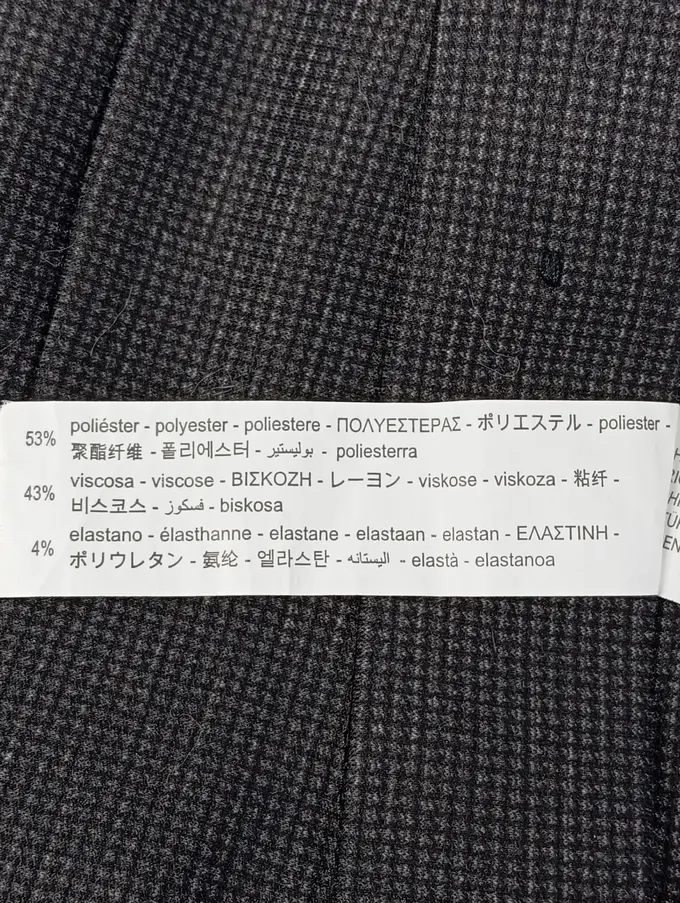 53% poliéster - polyester - poliestere - ΠΟΛΥΕΣΤΕΡΑΣ - ポリエステル - poliester -
聚酯纤维 - 폴리에스터 - بوليستير - poliesterra
43% viscosa - viscose - ΒΙΣΚΟΖΗ - レーヨン - viskose - viskoza - 粘纤 -
비스코스 - فسكوز - biskosa
4% elastano - élasthanne - elastane - elastaan - elastan - ΕΛΑΣΤΙΝΗ -
ポリウレタン - 氨纶 - 엘라스탄 - اليستانه - elastà - elastanoa